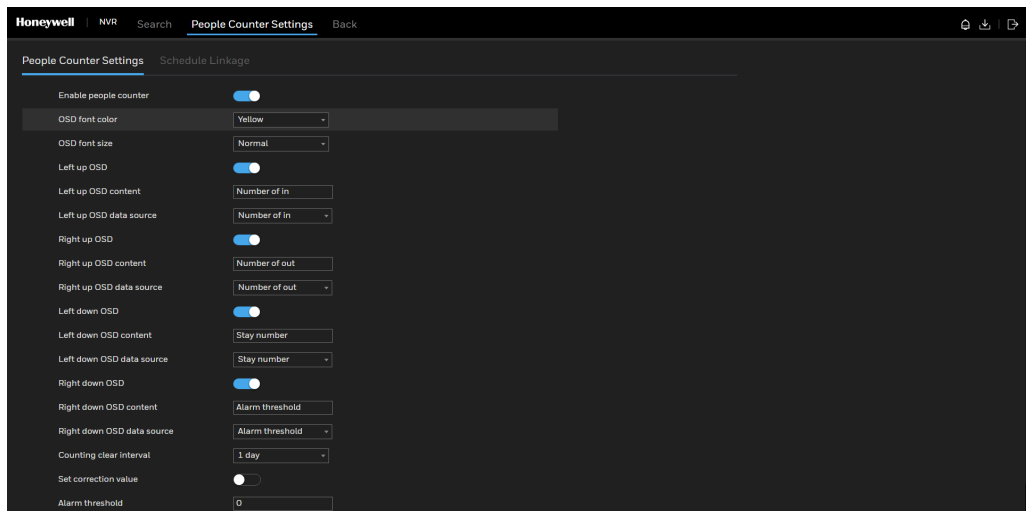 Honeywell NVR Search People Counter Settings Back
People Counter Settings Schedule Linkage
Enable people counter
OSD font color Yellow
OSD font size Normal
Left up OSD
Left up OSD content Number of in
Left up OSD data source Number of in
Right up OSD
Right up OSD content Number of out
Right up OSD data source Number of out
Left down OSD
Left down OSD content Stay number
Left down OSD data source Stay number
Right down OSD
Right down OSD content Alarm threshold
Right down OSD data source Alarm threshold
Counting clear interval 1 day
Set correction value
Alarm threshold 0